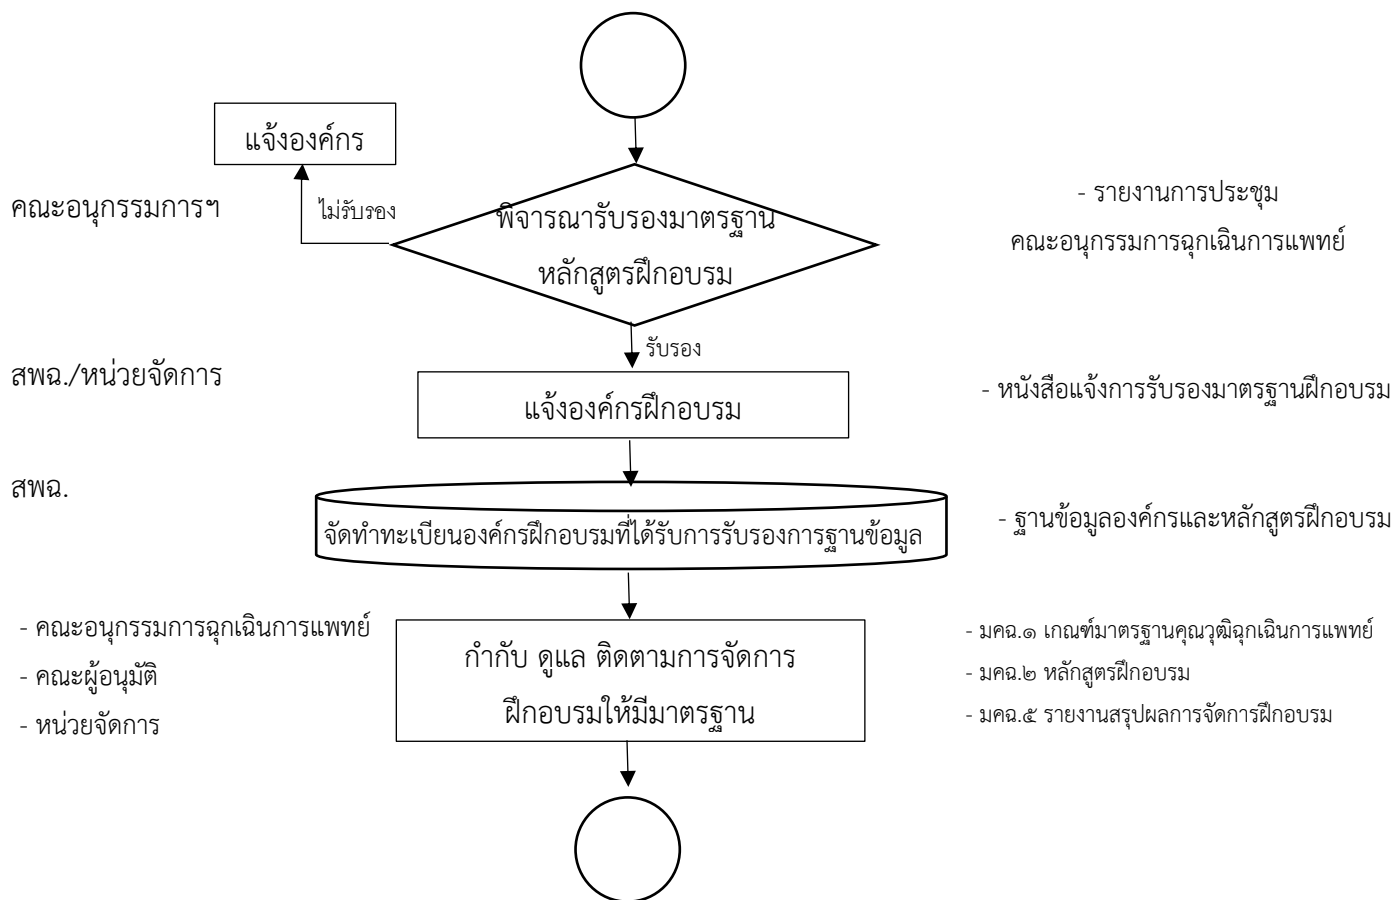 แจ้งองค์กร
คณะอนุกรรมการฯ
ไม่รับรอง
พิจารณารับรองมาตรฐาน
หลักสูตรฝึกอบรม
- รายงานการประชุม
คณะอนุกรรมการฉุกเฉินการแพทย์
รับรอง
สพฉ./หน่วยจัดการ
แจ้งองค์กรฝึกอบรม
- หนังสือแจ้งการรับรองมาตรฐานฝึกอบรม
สพฉ.
จัดทำทะเบียนองค์กรฝึกอบรมที่ได้รับการรับรองการฐานข้อมูล
- ฐานข้อมูลองค์กรและหลักสูตรฝึกอบรม
- คณะอนุกรรมการฉุกเฉินการแพทย์
- คณะผู้อนุมัติ
- หน่วยจัดการ
กำกับ ดูแล ติดตามการจัดการ
ฝึกอบรมให้มีมาตรฐาน
- มคฉ.๑ เกณฑ์มาตรฐานคุณวุฒิฉุกเฉินการแพทย์
- มคฉ.๒ หลักสูตรฝึกอบรม
- มคฉ.๕ รายงานสรุปผลการจัดการฝึกอบรม